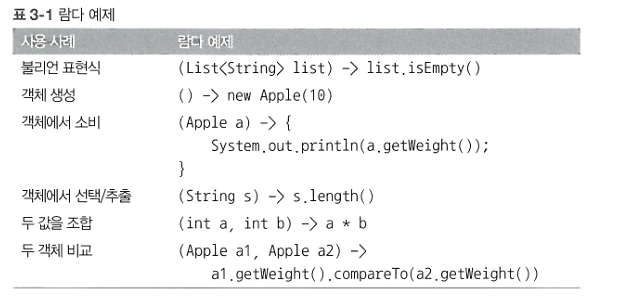 표 3-1 람다 예제
사용 사례 람다 예제
불리언 표현식 (List<String> list) -> list.isEmpty()
객체 생성 () -> new Apple(10)
객체에서 소비 (Apple a) -> {
System.out.println(a.getWeight());
}
객체에서 선택/추출 (String s) -> s.length()
두 값을 조합 (int a, int b) -> a * b
두 객체 비교 (Apple a1, Apple a2) ->
a1.getWeight().compareTo(a2.getWeight())